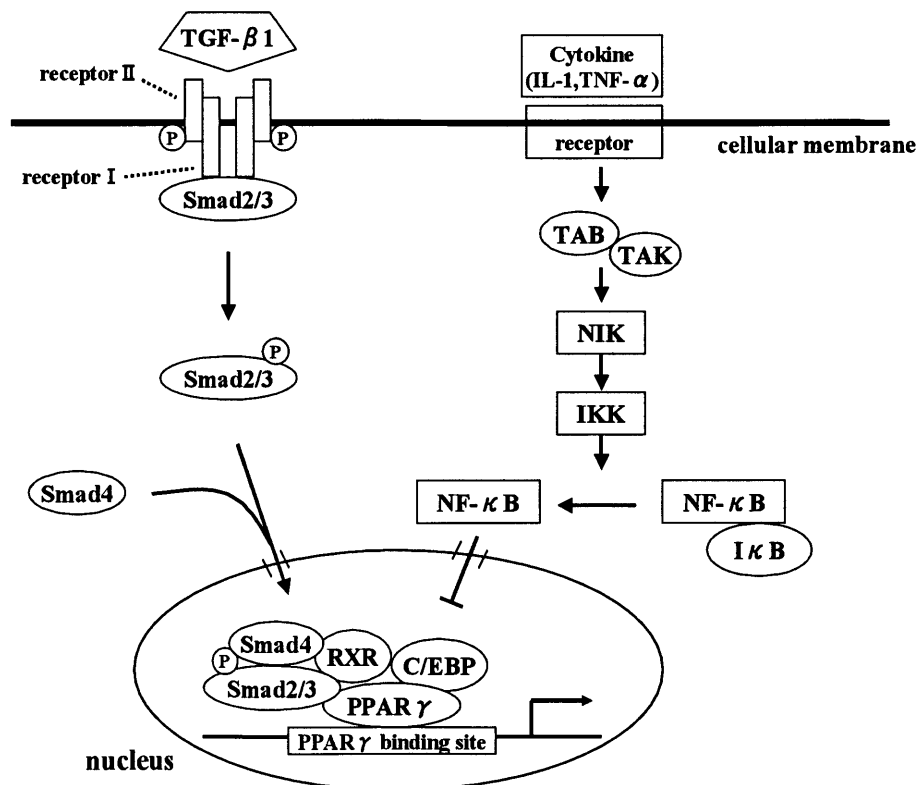 TGF-β1
receptor Ⅱ
P
P
receptor Ⅰ
Smad2/3
Cytokine
(IL-1,TNF-α)
receptor
cellular membrane
TAB
TAK
P
Smad2/3
NIK
IKK
Smad4
NF-κB
NF-κB
IκB
Smad4
P
RXR
C/EBP
Smad2/3
PPARγ
PPARγ binding site
nucleus